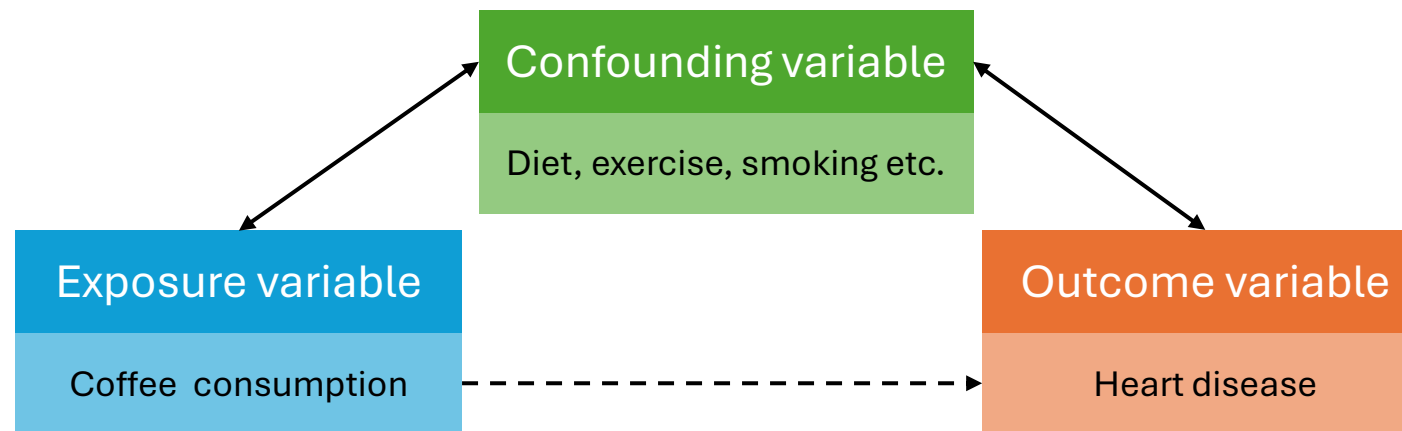 Confounding variable
Diet, exercise, smoking etc.
Exposure variable
Coffee consumption
Outcome variable
Heart disease